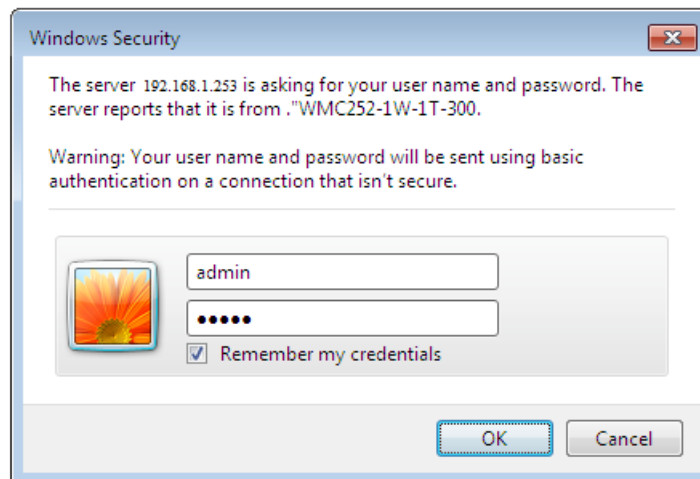 Windows Security
The server 192.168.1.253 is asking for your user name and password. The
server reports that it is from ."WMC252-1W-1T-300.
Warning: Your user name and password will be sent using basic
authentication on a connection that isn't secure.
admin
●●●●●
Remember my credentials
OK
Cancel